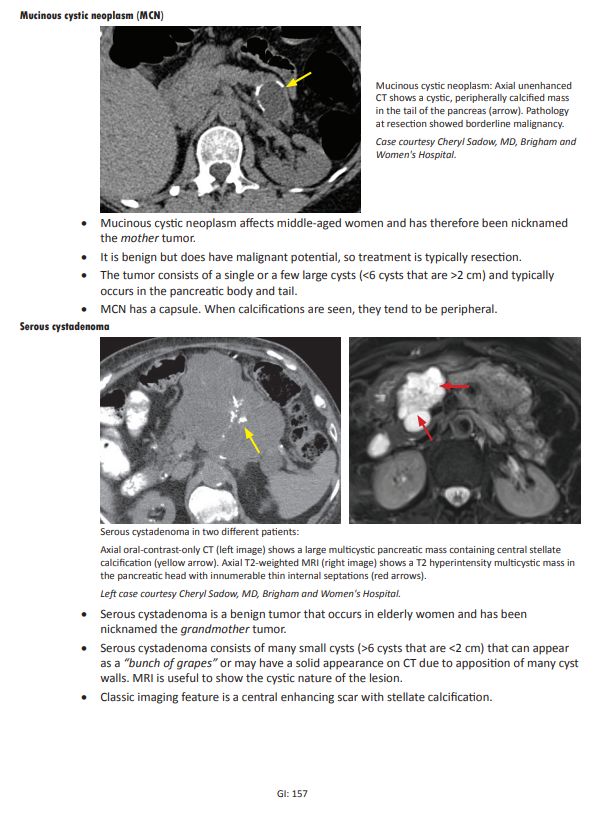 Mucinous cystic neoplasm (MCN)
Mucinous cystic neoplasm: Axial unenhanced
CT shows a cystic, peripherally calcified mass
in the tail of the pancreas (arrow). Pathology
at resection showed borderline malignancy.
Case courtesy Cheryl Sadow, MD, Brigham and
Women's Hospital.
• Mucinous cystic neoplasm affects middle-aged women and has therefore been nicknamed
the mother tumor.
• It is benign but does have malignant potential, so treatment is typically resection.
• The tumor consists of a single or a few large cysts (<6 cysts that are >2 cm) and typically
occurs in the pancreatic body and tail.
• MCN has a capsule. When calcifications are seen, they tend to be peripheral.
Serous cystadenoma
Serous cystadenoma in two different patients:
Axial oral-contrast-only CT (left image) shows a large multicystic pancreatic mass containing central stellate
calcification (yellow arrow). Axial T2-weighted MRI (right image) shows a T2 hyperintensity multicystic mass in
the pancreatic head with innumerable thin internal septations (red arrows).
Left case courtesy Cheryl Sadow, MD, Brigham and Women's Hospital.
• Serous cystadenoma is a benign tumor that occurs in elderly women and has been
nicknamed the grandmother tumor.
• Serous cystadenoma consists of many small cysts (>6 cysts that are <2 cm) that can appear
as a “bunch of grapes” or may have a solid appearance on CT due to apposition of many cyst
walls. MRI is useful to show the cystic nature of the lesion.
• Classic imaging feature is a central enhancing scar with stellate calcification.
GI: 157